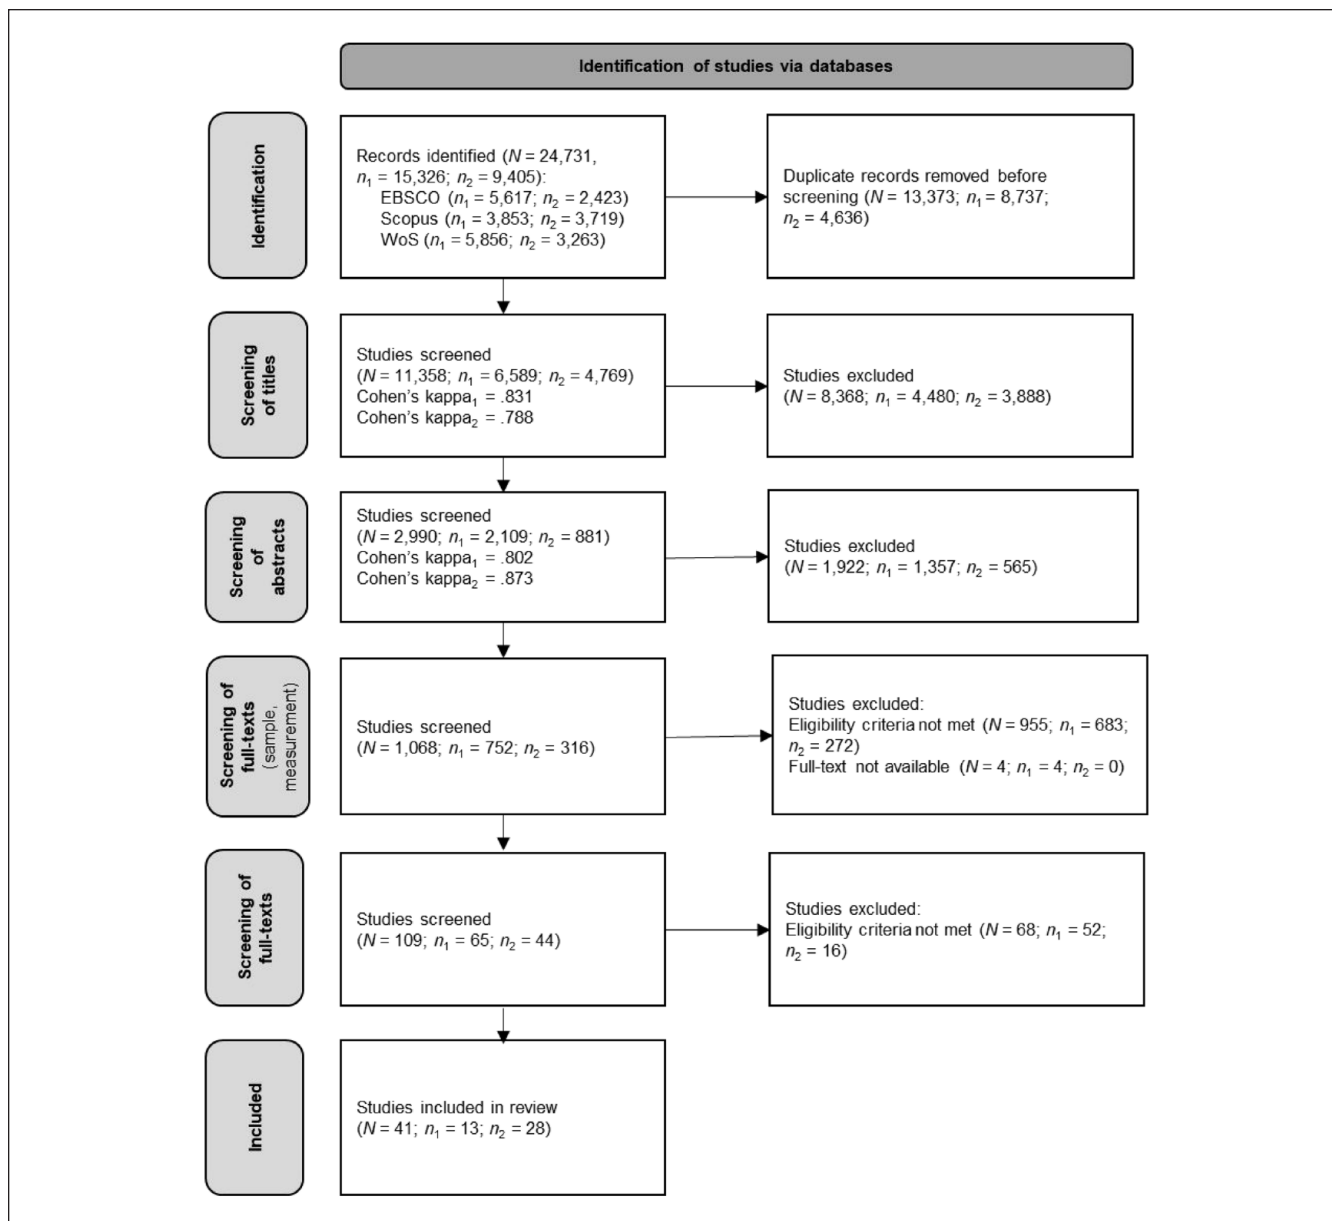 Identification of studies via databases
Identification
Records identified (N = 24,731,
n₁ = 15,326; n₂ = 9,405):
EBSCO (n₁ = 5,617; n₂ = 2,423)
Scopus (n₁ = 3,853; n₂ = 3,719)
WoS (n₁ = 5,856; n₂ = 3,263)
Duplicate records removed before
screening (N = 13,373; n₁ = 8,737;
n₂ = 4,636)
Screening
of titles
Studies screened
(N = 11,358; n₁ = 6,589; n₂ = 4,769)
Cohen's kappa₁ = .831
Cohen's kappa₂ = .788
Studies excluded
(N = 8,368; n₁ = 4,480; n₂ = 3,888)
Screening
of
abstracts
Studies screened
(N = 2,990; n₁ = 2,109; n₂ = 881)
Cohen's kappa₁ = .802
Cohen's kappa₂ = .873
Studies excluded
(N = 1,922; n₁ = 1,357; n₂ = 565)
Screening of
full-texts
(sample,
measurement)
Studies screened
(N = 1,068; n₁ = 752; n₂ = 316)
Studies excluded:
Eligibility criteria not met (N = 955; n₁ = 683;
n₂ = 272)
Full-text not available (N = 4; n₁ = 4; n₂ = 0)
Screening of
full-texts
Studies screened
(N = 109; n₁ = 65; n₂ = 44)
Studies excluded:
Eligibility criteria not met (N = 68; n₁ = 52;
n₂ = 16)
Included
Studies included in review
(N = 41; n₁ = 13; n₂ = 28)